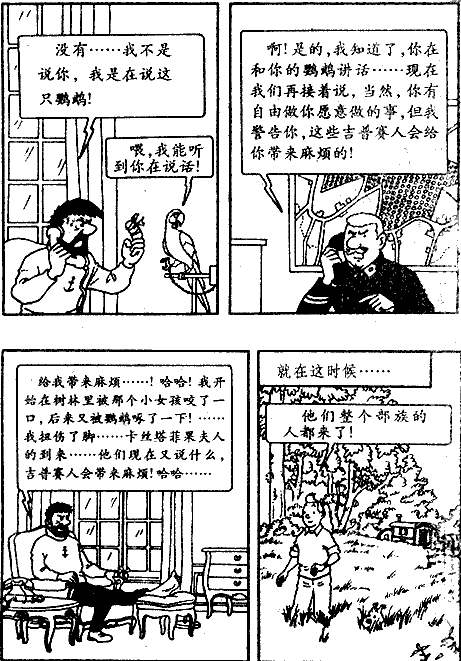 没有……我不是
说你，我是在说这
只鹦鹉！
喂，我能听
到你在说话！
啊！是的，我知道了，你在
和你的鹦鹉讲话……现在
我们再接着说，当然，你有
自由做你愿意做的事，但我
警告你，这些吉普赛人会给
你带来麻烦的！
给我带来麻烦……！哈哈！我开
始在树林里被那个小女孩咬了一
口，后来又被鹦鹉啄了一下！……
我扭伤了脚……卡丝塔菲果夫人
的到来……他们现在又说什么，
吉普赛人会带来麻烦！哈哈……
就在这时候……
他们整个部族的
人都来了！